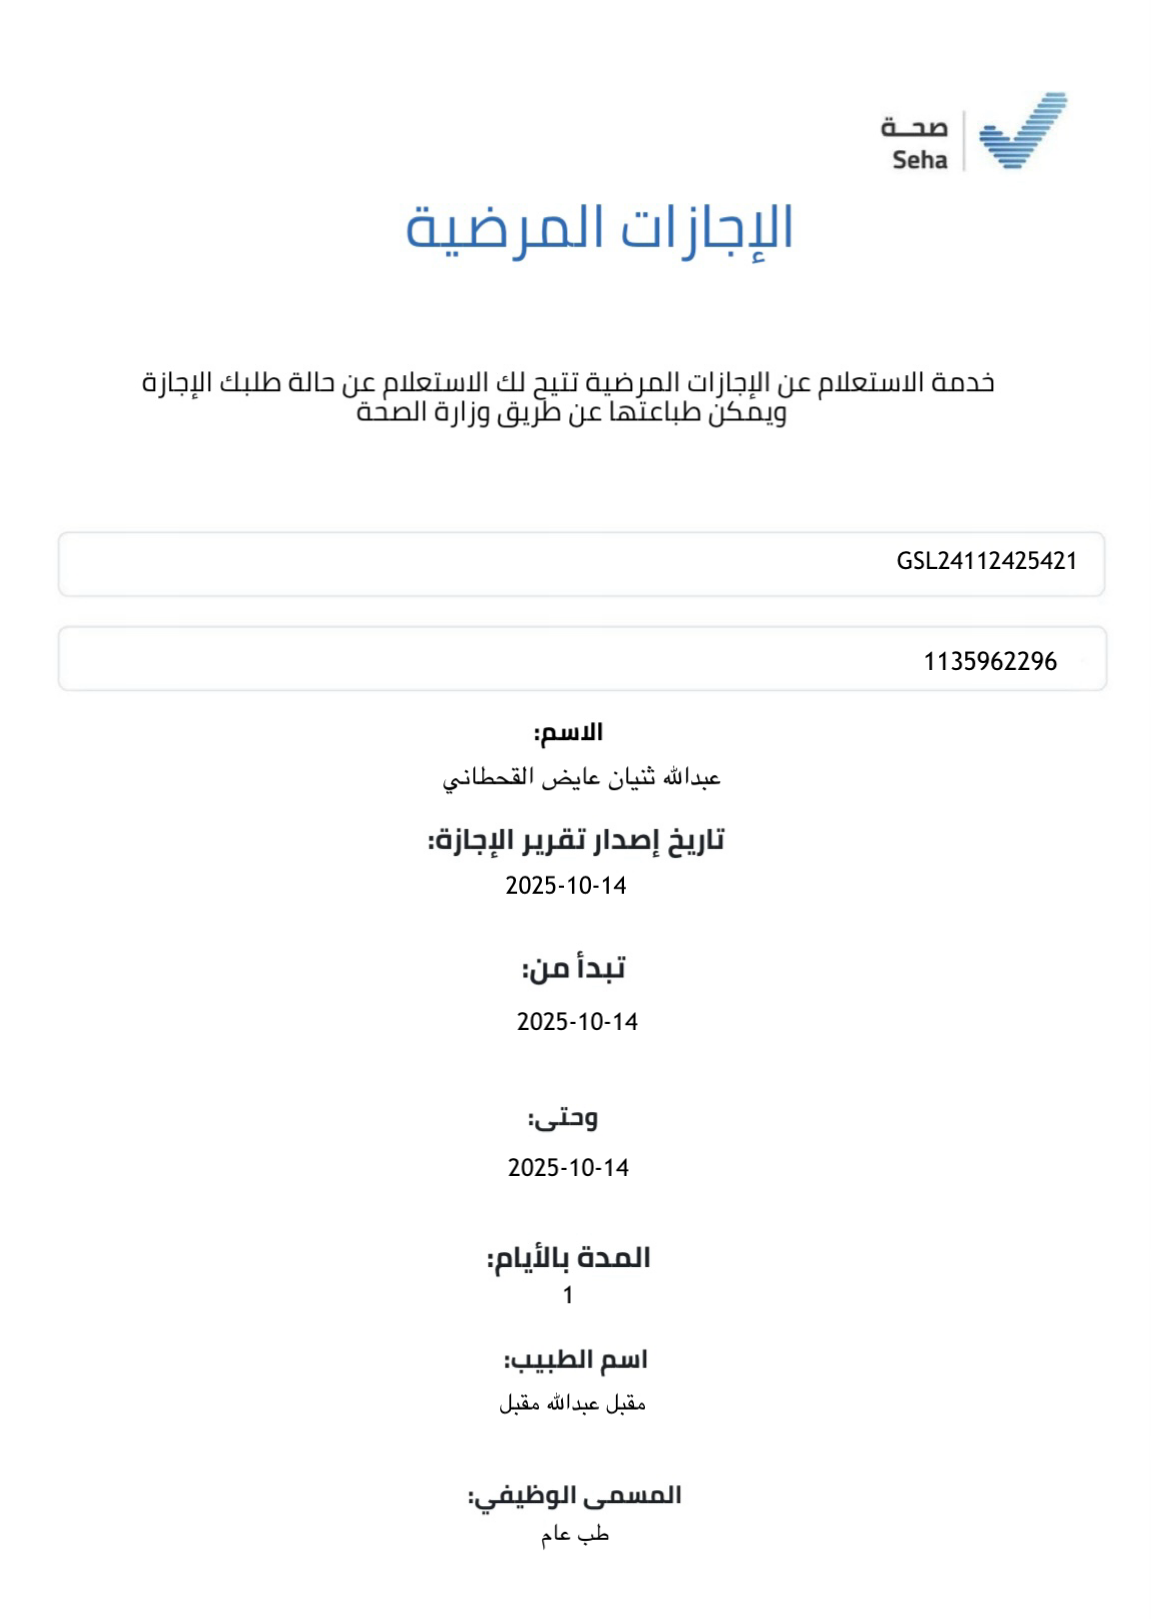 صحة
Seha
الإجازات المرضية
خدمة الاستعلام عن الإجازات المرضية تتيح لك الاستعلام عن حالة طلبك الإجازة
ويمكن طباعتها عن طريق وزارة الصحة
GSL24112425421
1135962296
الاسم:
عبدالله ثنيان عايض القحطاني
تاريخ إصدار تقرير الإجازة:
2025-10-14
تبدأ من:
2025-10-14
وحتى:
2025-10-14
المدة بالأيام:
1
اسم الطبيب:
مقبل عبدالله مقبل
المسمى الوظيفي:
طب عام